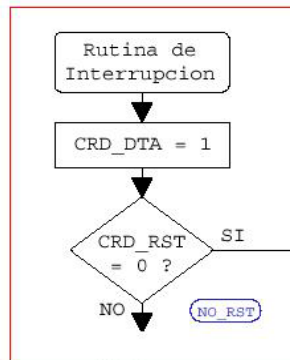 Rutina de
Interrupcion
CRD_DTA = 1
CRD_RST
= 0 ?
SI
NO
NO_RST